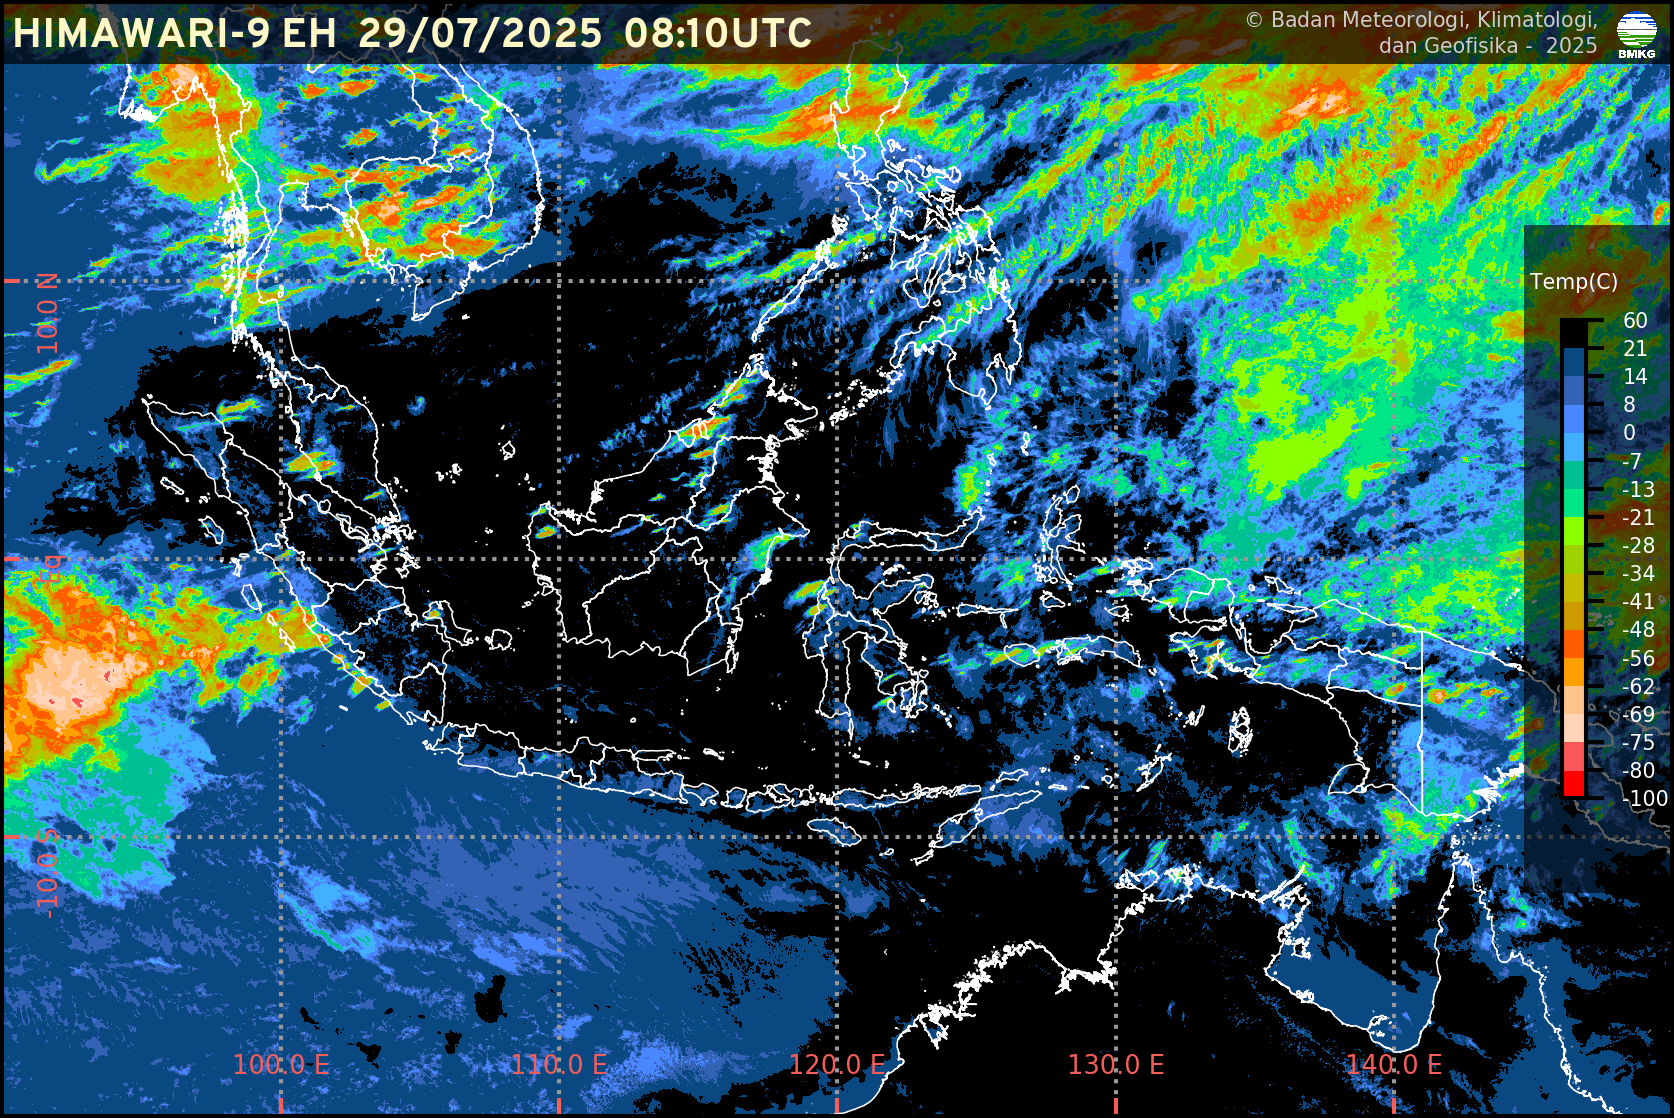 HIMAWARI-9 EH 29/07/2025 08:10UTC
© Badan Meteorologi, Klimatologi,
dan Geofisika - 2025
BMKG
10.0 N
Eq
10.0 S
Temp(C)
60
21
14
8
0
-7
-13
-21
-28
-34
-41
-48
-56
-62
-69
-75
-80
-100
100.0 E
110.0 E
120.0 E
130.0 E
140.0 E